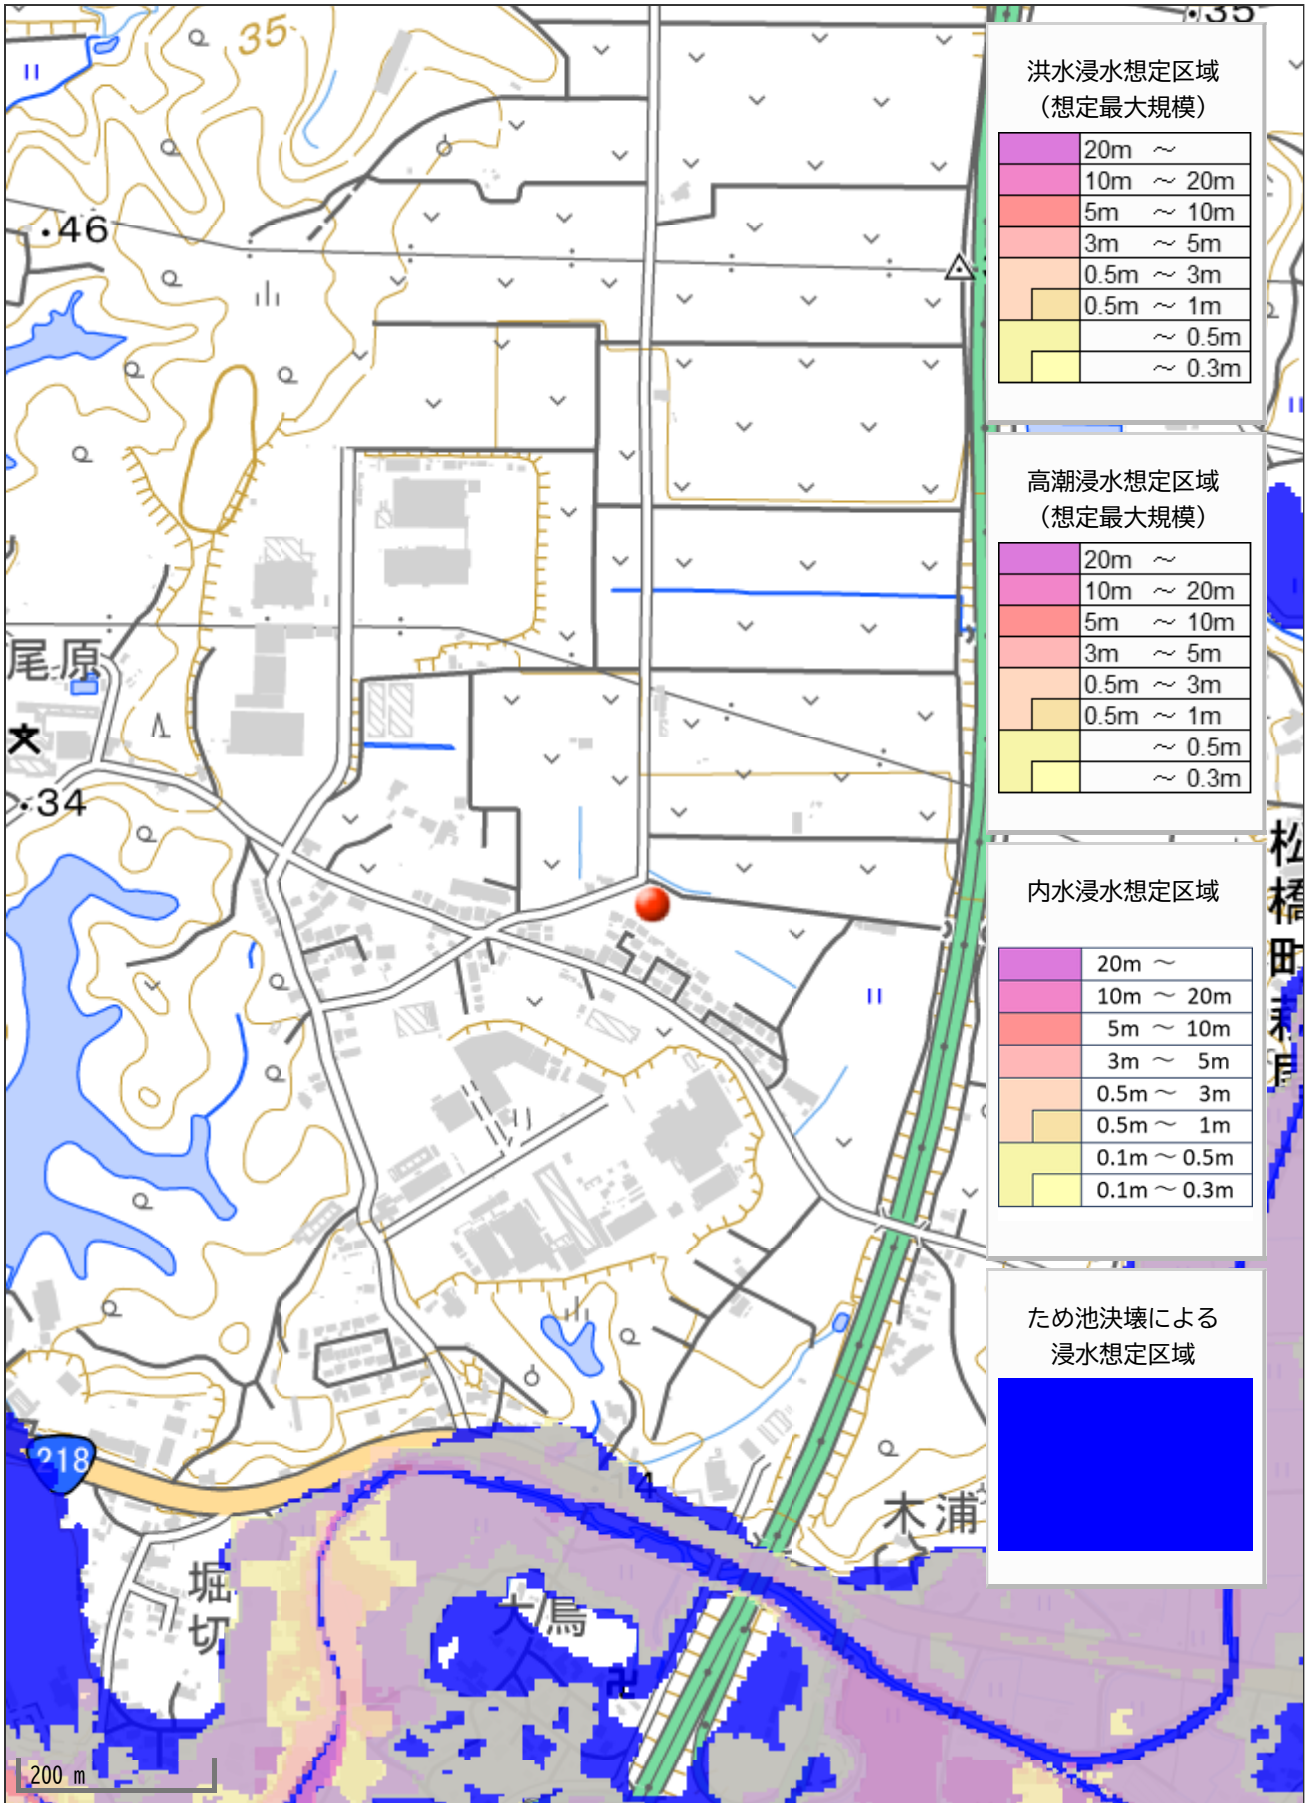 35
35
46
洪水浸水想定区域
（想定最大規模）
20m ～
10m ～ 20m
5m ～ 10m
3m ～ 5m
0.5m ～ 3m
0.5m ～ 1m
～ 0.5m
～ 0.3m
高潮浸水想定区域
（想定最大規模）
20m ～
10m ～ 20m
5m ～ 10m
3m ～ 5m
0.5m ～ 3m
0.5m ～ 1m
～ 0.5m
～ 0.3m
尾原
34
松橋町萩尾
内水浸水想定区域
20m ～
10m ～ 20m
5m ～ 10m
3m ～ 5m
0.5m ～ 3m
0.5m ～ 1m
0.1m ～ 0.5m
0.1m ～ 0.3m
ため池決壊による
浸水想定区域
218
木浦
堀切
200 m